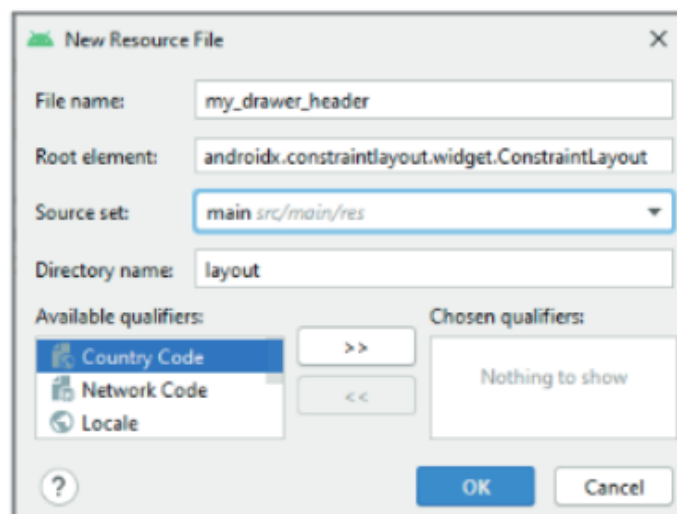 New Resource File
File name: my_drawer_header
Root element: androidx.constraintlayout.widget.ConstraintLayout
Source set: main src/main/res
Directory name: layout
Available qualifiers: Chosen qualifiers:
Country Code >>
Nothing to show
Network Code <<
Locale
? OK Cancel